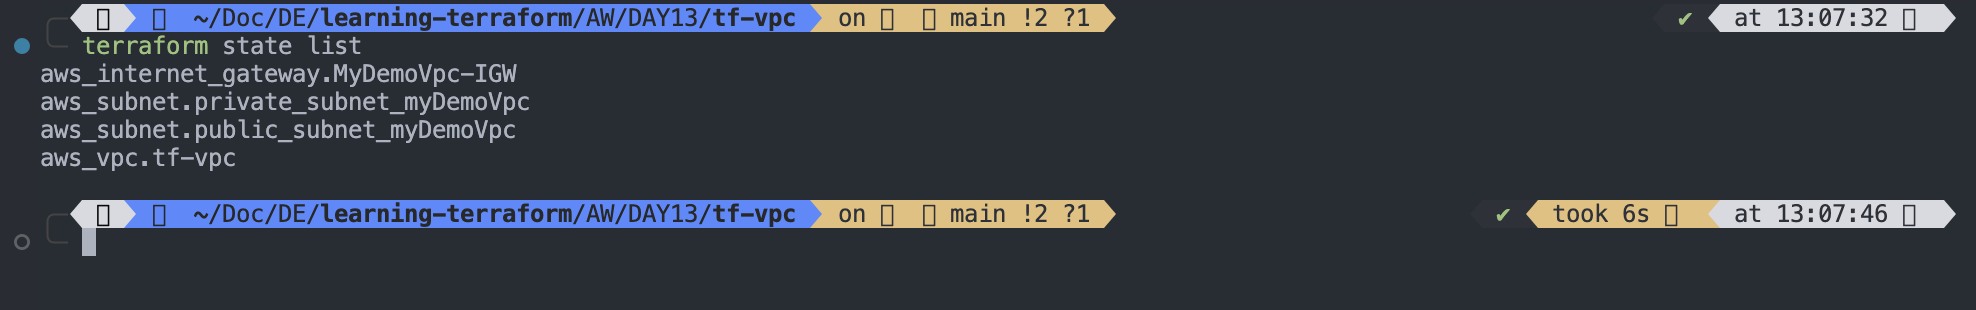 ~/Doc/DE/learning-terraform/AW/DAY13/tf-vpc on main !2 ?1 ✔ at 13:07:32
terraform state list
aws_internet_gateway.MyDemoVpc-IGW
aws_subnet.private_subnet_myDemoVpc
aws_subnet.public_subnet_myDemoVpc
aws_vpc.tf-vpc
~/Doc/DE/learning-terraform/AW/DAY13/tf-vpc on main !2 ?1 ✔ took 6s at 13:07:46